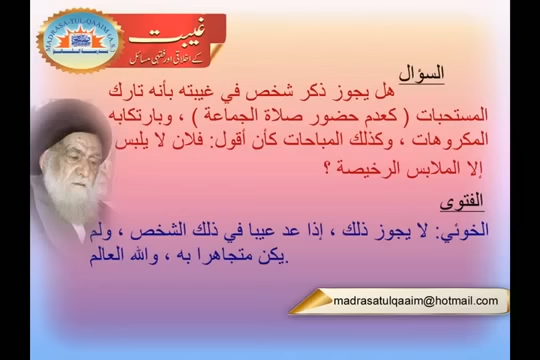 MADRASA-TUL-QAAIM (A.S)
غیبت
کے اخلاقی اور فقہی مسائل
السؤال
هل يجوز ذكر شخص في غيبته بأنه تارك
المستحبات ( كعدم حضور صلاة الجماعة ) ، وبارتكابه
المكروهات ، وكذلك المباحات كأن أقول: فلان لا يلبس
إلا الملابس الرخيصة ؟
الفتوى
الخوئي: لا يجوز ذلك ، إذا عد عيبا في ذلك الشخص ، ولم
يكن متجاهرا به ، والله العالم.
madrasatulqaaim@hotmail.com